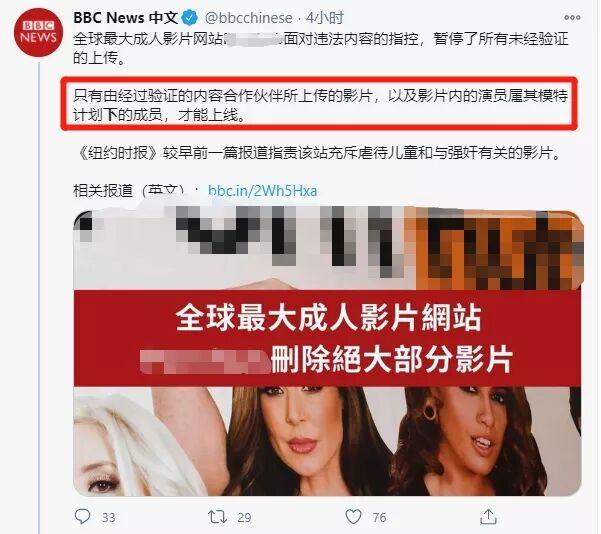 BBC NEWS
BBC News 中文 @bbcchinese · 4小时
全球最大成人影片网站 面对违法内容的指控，暂停了所有未经验证
的上传。
只有由经过验证的内容合作伙伴所上传的影片，以及影片内的演员属其模特
计划下的成员，才能上线。
《纽约时报》较早前一篇报道指责该站充斥虐待儿童和与强奸有关的影片。
相关报道（英文）：bbc.in/2Wh5Hxa
全球最大成人影片網站
刪除絕大部分影片
33 29 76